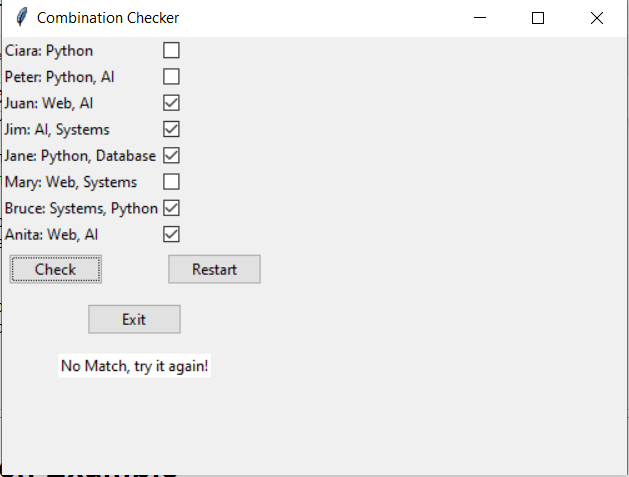 Combination Checker
Ciara: Python
Peter: Python, AI
Juan: Web, AI
Jim: AI, Systems
Jane: Python, Database
Mary: Web, Systems
Bruce: Systems, Python
Anita: Web, AI
Check Restart
Exit
No Match, try it again!